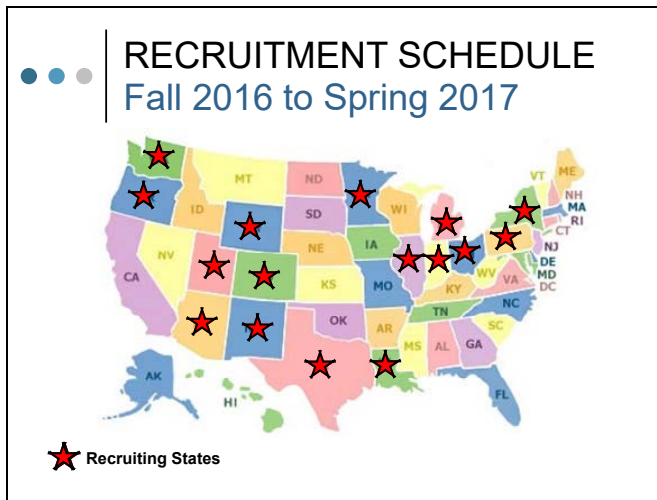 RECRUITMENT SCHEDULE
Fall 2016 to Spring 2017
ME
VT
MT
ND
NH
MA
ID
WI
RI
SD
CT
IA
NE
NJ
NV
DE
WV
MD
CA
KS
MO
KY
VA
DC
NC
TN
OK
AR
SC
MS
AL
GA
AK
HI
FL
Recruiting States